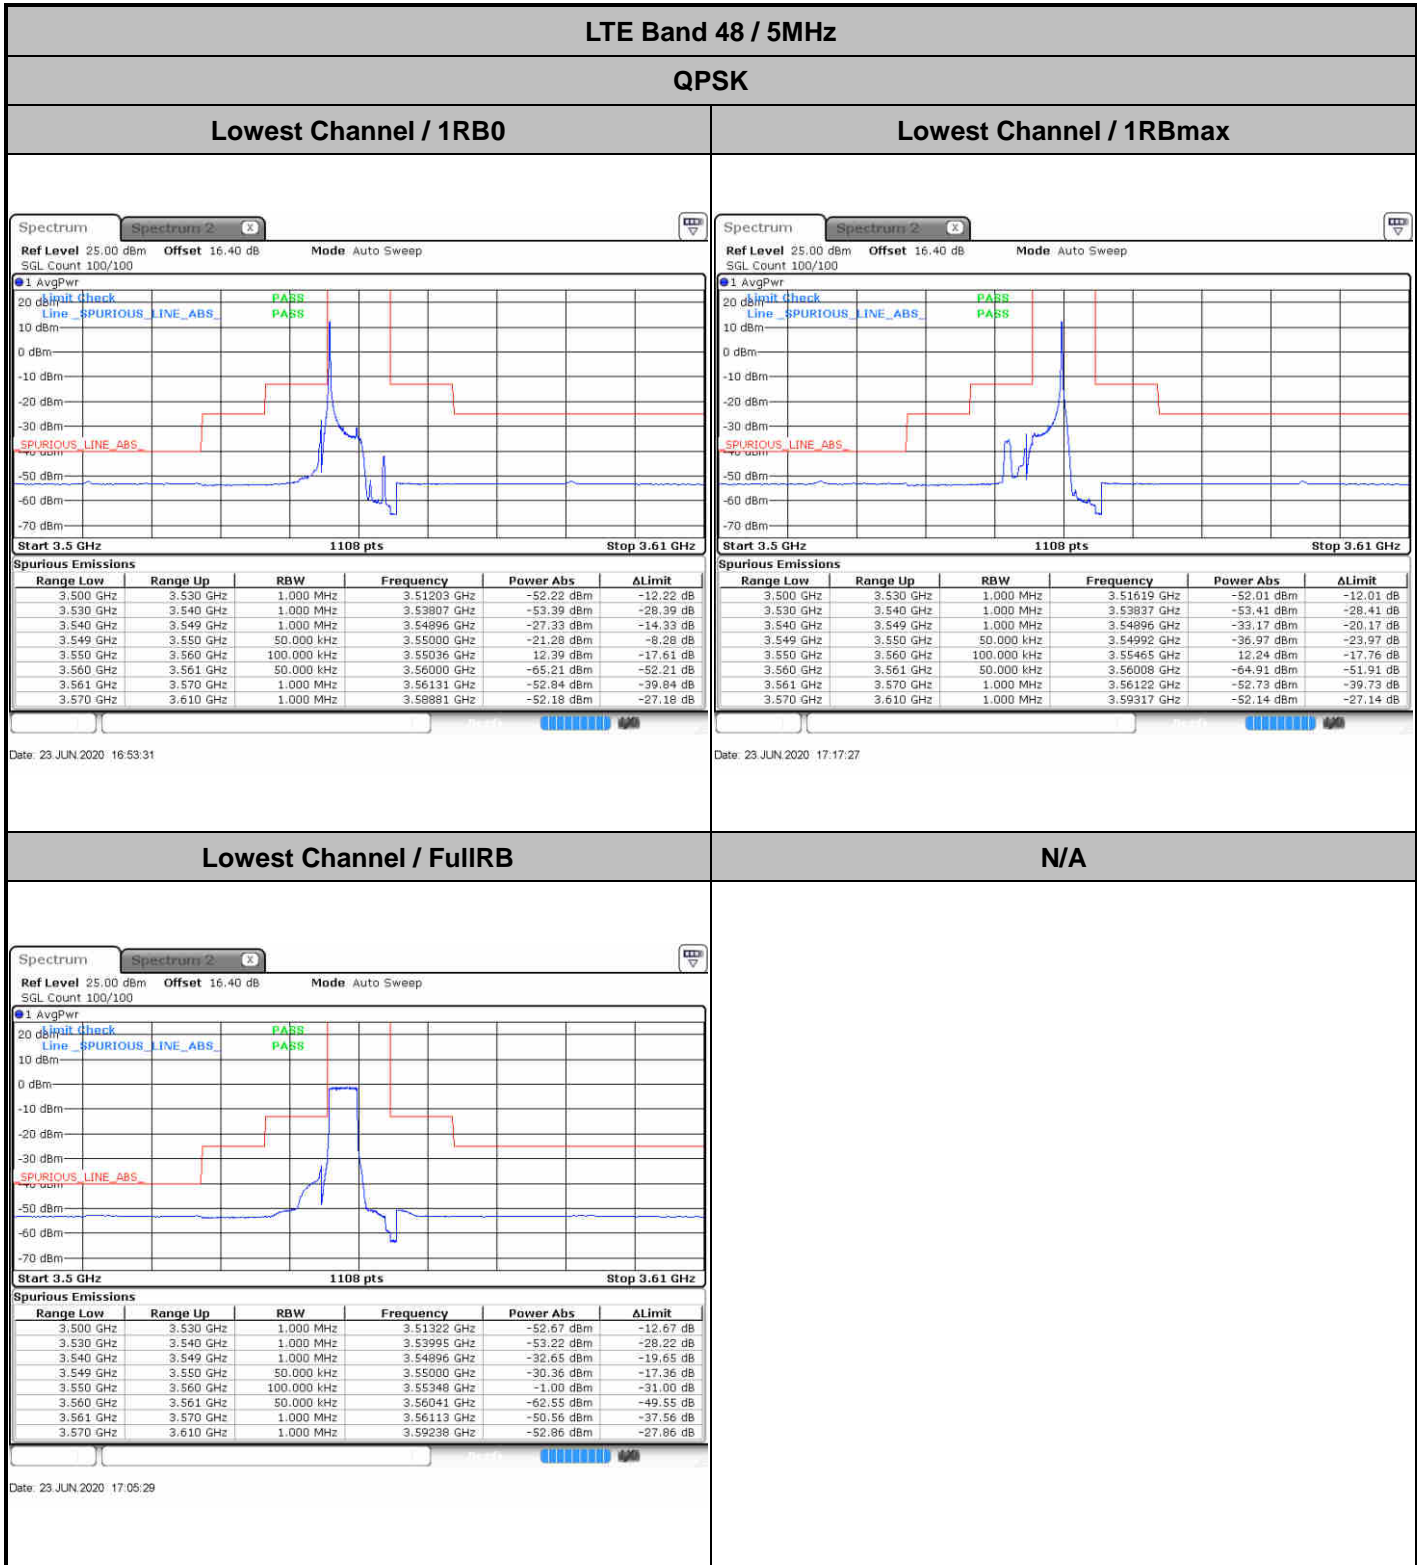 LTE Band 48 / 5MHz
QPSK
Lowest Channel / 1RB0
Lowest Channel / 1RBmax
Spectrum Spectrum 2 X
Ref Level 25.00 dBm Offset 16.40 dB Mode Auto Sweep
SGL Count 100/100
1 AvgPwr
20 dBm Limit Check PASS
Line _SPURIOUS_LINE_ABS_ PASS
10 dBm
0 dBm
-10 dBm
-20 dBm
-30 dBm
_SPURIOUS_LINE_ABS_
-40 dBm
-50 dBm
-60 dBm
-70 dBm
Start 3.5 GHz 1108 pts Stop 3.61 GHz
Spurious Emissions
Range Low Range Up RBW Frequency Power Abs ΔLimit
3.500 GHz 3.530 GHz 1.000 MHz 3.51203 GHz -52.22 dBm -12.22 dB
3.530 GHz 3.540 GHz 1.000 MHz 3.53807 GHz -53.39 dBm -28.39 dB
3.540 GHz 3.549 GHz 1.000 MHz 3.54896 GHz -27.33 dBm -14.33 dB
3.549 GHz 3.550 GHz 50.000 kHz 3.55000 GHz -21.28 dBm -8.28 dB
3.550 GHz 3.560 GHz 100.000 kHz 3.55036 GHz 12.39 dBm -17.61 dB
3.560 GHz 3.561 GHz 50.000 kHz 3.56000 GHz -65.21 dBm -52.21 dB
3.561 GHz 3.570 GHz 1.000 MHz 3.56131 GHz -52.84 dBm -39.84 dB
3.570 GHz 3.610 GHz 1.000 MHz 3.58881 GHz -52.18 dBm -27.18 dB
Date: 23.JUN.2020 16:53:31
Spectrum Spectrum 2 X
Ref Level 25.00 dBm Offset 16.40 dB Mode Auto Sweep
SGL Count 100/100
1 AvgPwr
20 dBm Limit Check PASS
Line _SPURIOUS_LINE_ABS_ PASS
10 dBm
0 dBm
-10 dBm
-20 dBm
-30 dBm
_SPURIOUS_LINE_ABS_
-40 dBm
-50 dBm
-60 dBm
-70 dBm
Start 3.5 GHz 1108 pts Stop 3.61 GHz
Spurious Emissions
Range Low Range Up RBW Frequency Power Abs ΔLimit
3.500 GHz 3.530 GHz 1.000 MHz 3.51619 GHz -52.01 dBm -12.01 dB
3.530 GHz 3.540 GHz 1.000 MHz 3.53837 GHz -53.41 dBm -28.41 dB
3.540 GHz 3.549 GHz 1.000 MHz 3.54896 GHz -33.17 dBm -20.17 dB
3.549 GHz 3.550 GHz 50.000 kHz 3.54992 GHz -36.97 dBm -23.97 dB
3.550 GHz 3.560 GHz 100.000 kHz 3.55465 GHz 12.24 dBm -17.76 dB
3.560 GHz 3.561 GHz 50.000 kHz 3.56008 GHz -64.91 dBm -51.91 dB
3.561 GHz 3.570 GHz 1.000 MHz 3.56122 GHz -52.73 dBm -39.73 dB
3.570 GHz 3.610 GHz 1.000 MHz 3.59317 GHz -52.14 dBm -27.14 dB
Date: 23.JUN.2020 17:17:27
Lowest Channel / FullRB
N/A
Spectrum Spectrum 2 X
Ref Level 25.00 dBm Offset 16.40 dB Mode Auto Sweep
SGL Count 100/100
1 AvgPwr
20 dBm Limit Check PASS
Line _SPURIOUS_LINE_ABS_ PASS
10 dBm
0 dBm
-10 dBm
-20 dBm
-30 dBm
_SPURIOUS_LINE_ABS_
-40 dBm
-50 dBm
-60 dBm
-70 dBm
Start 3.5 GHz 1108 pts Stop 3.61 GHz
Spurious Emissions
Range Low Range Up RBW Frequency Power Abs ΔLimit
3.500 GHz 3.530 GHz 1.000 MHz 3.51322 GHz -52.67 dBm -12.67 dB
3.530 GHz 3.540 GHz 1.000 MHz 3.53995 GHz -53.22 dBm -28.22 dB
3.540 GHz 3.549 GHz 1.000 MHz 3.54896 GHz -32.65 dBm -19.65 dB
3.549 GHz 3.550 GHz 50.000 kHz 3.55000 GHz -30.36 dBm -17.36 dB
3.550 GHz 3.560 GHz 100.000 kHz 3.55348 GHz -1.00 dBm -31.00 dB
3.560 GHz 3.561 GHz 50.000 kHz 3.56041 GHz -62.55 dBm -49.55 dB
3.561 GHz 3.570 GHz 1.000 MHz 3.56113 GHz -50.56 dBm -37.56 dB
3.570 GHz 3.610 GHz 1.000 MHz 3.59238 GHz -52.86 dBm -27.86 dB
Date: 23.JUN.2020 17:05:29